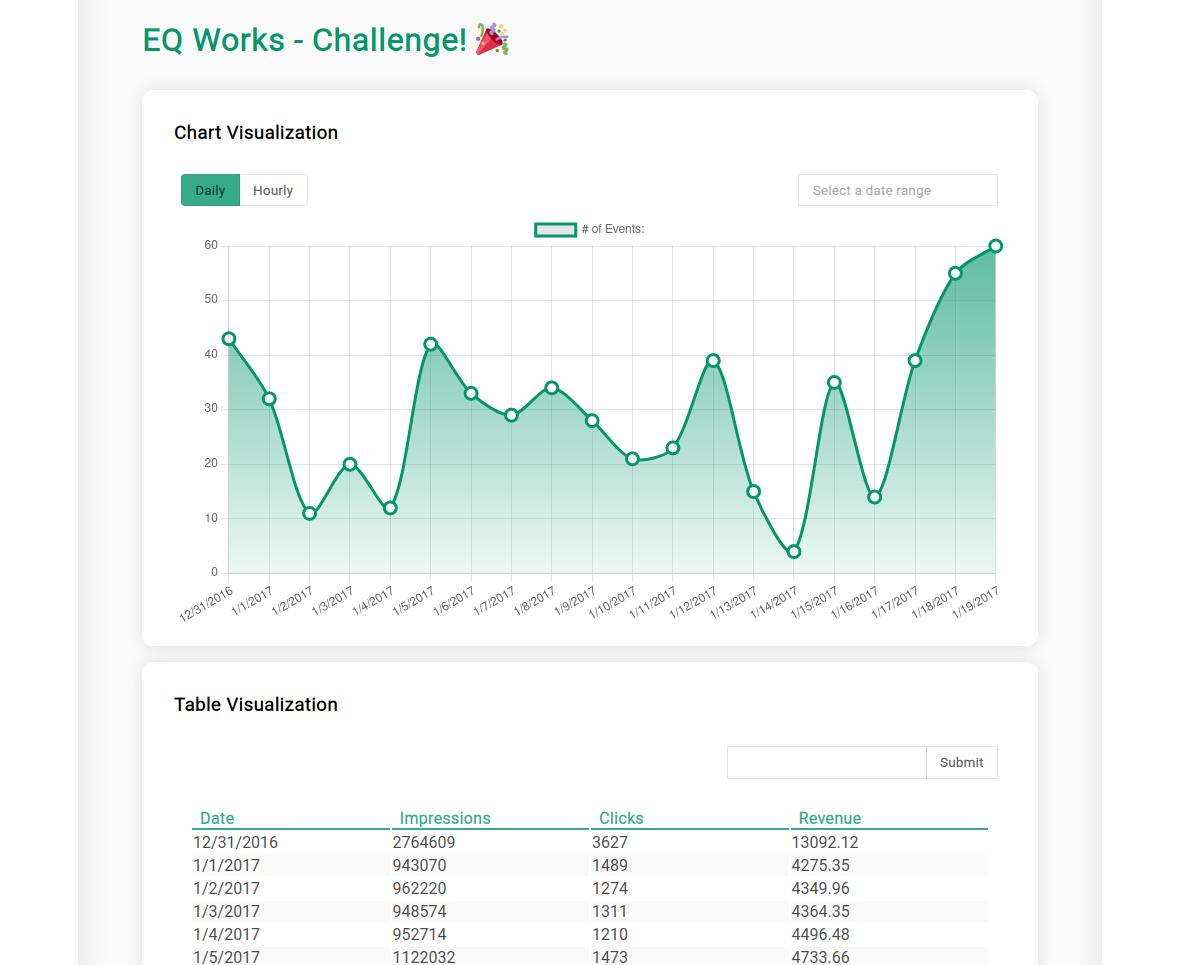 EQ Works - Challenge! 🎉
Chart Visualization
Daily Hourly Select a date range
# of Events:
60
50
40
30
20
10
0
12/31/2016 1/1/2017 1/2/2017 1/3/2017 1/4/2017 1/5/2017 1/6/2017 1/7/2017 1/8/2017 1/9/2017 1/10/2017 1/11/2017 1/12/2017 1/13/2017 1/14/2017 1/15/2017 1/16/2017 1/17/2017 1/18/2017 1/19/2017
Table Visualization
Submit
Date Impressions Clicks Revenue
12/31/2016 2764609 3627 13092.12
1/1/2017 943070 1489 4275.35
1/2/2017 962220 1274 4349.96
1/3/2017 948574 1311 4364.35
1/4/2017 952714 1210 4496.48
1/5/2017 1122032 1473 4733.66